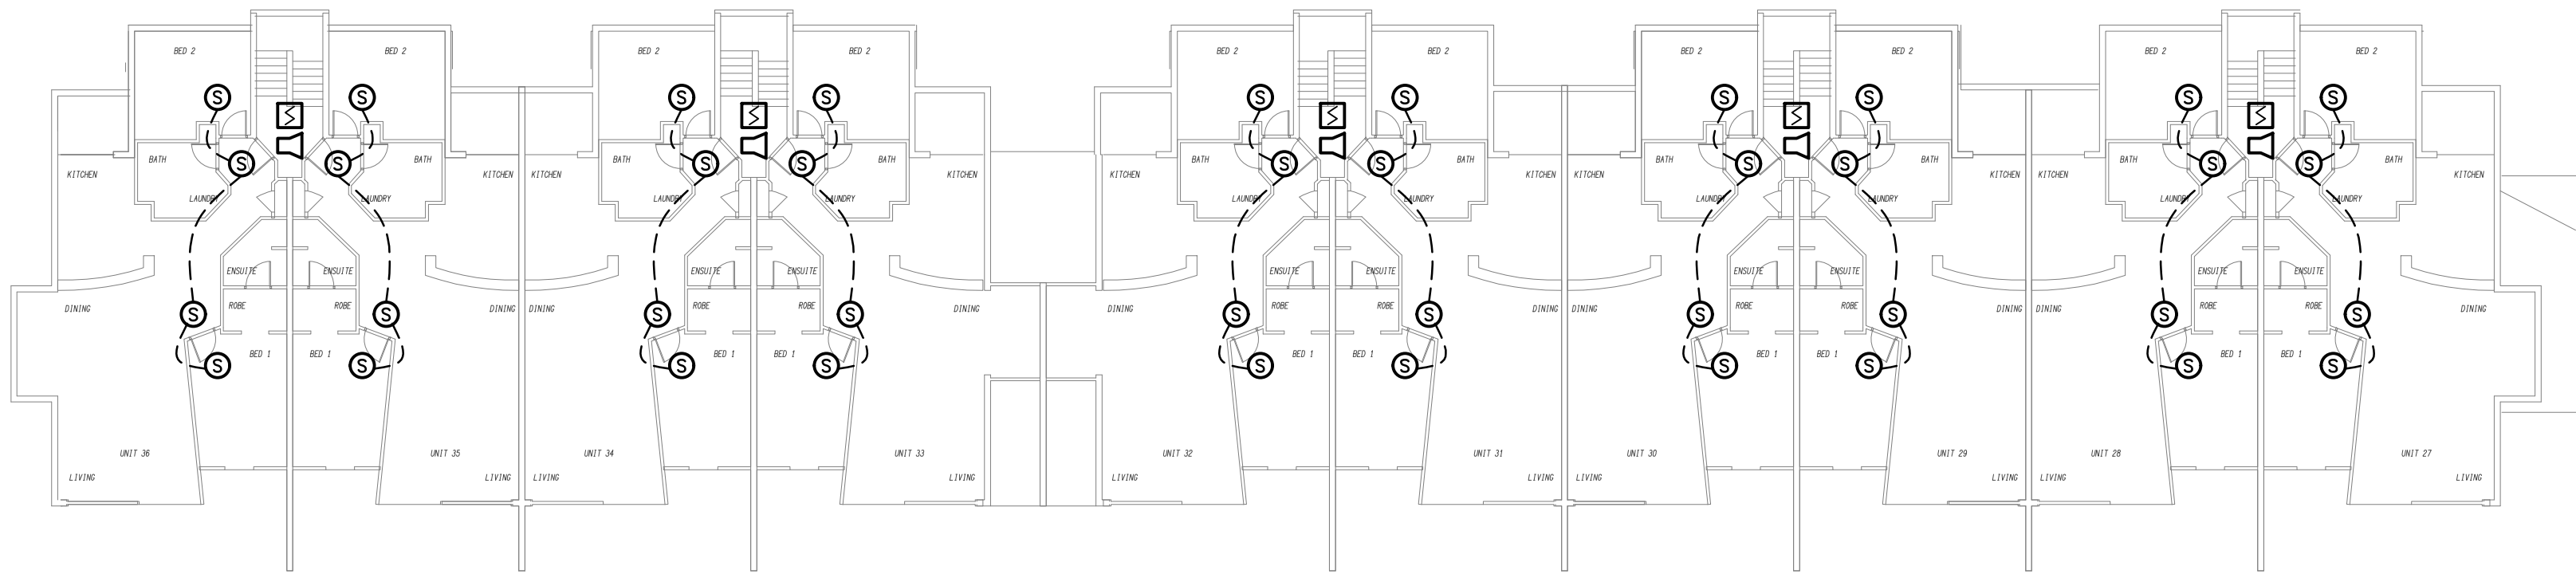 BED 2 BED 2 BED 2 BED 2 BED 2 BED 2 BED 2 BED 2 BED 2 BED 2
S S S S S S S S S S
BATH S S BATH BATH S S BATH BATH S S BATH BATH S S BATH BATH S S BATH
KITCHEN KITCHEN KITCHEN KITCHEN KITCHEN KITCHEN KITCHEN KITCHEN KITCHEN KITCHEN
LAUNDRY LAUNDRY LAUNDRY LAUNDRY LAUNDRY LAUNDRY LAUNDRY LAUNDRY LAUNDRY LAUNDRY
ENSUITE ENSUITE ENSUITE ENSUITE ENSUITE ENSUITE ENSUITE ENSUITE ENSUITE ENSUITE
ROBE ROBE ROBE ROBE ROBE ROBE ROBE ROBE ROBE ROBE
DINING S S DINING DINING S S DINING DINING S S DINING DINING S S DINING DINING S S DINING
BED 1 BED 1 BED 1 BED 1 BED 1 BED 1 BED 1 BED 1 BED 1 BED 1
S S S S S S S S S S
UNIT 36 UNIT 35 UNIT 34 UNIT 33 UNIT 32 UNIT 31 UNIT 30 UNIT 29 UNIT 28 UNIT 27
LIVING LIVING LIVING LIVING LIVING LIVING LIVING LIVING LIVING LIVING